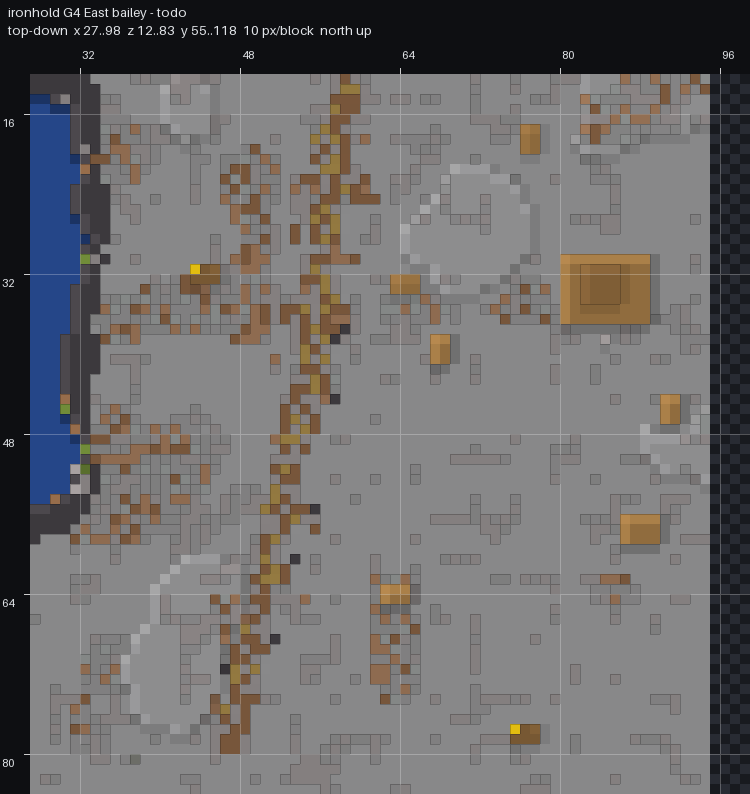 ironhold G4 East bailey - todo
top-down x 27..98 z 12..83 y 55..118 10 px/block north up
32 48 64 80 96
16
32
48
64
80